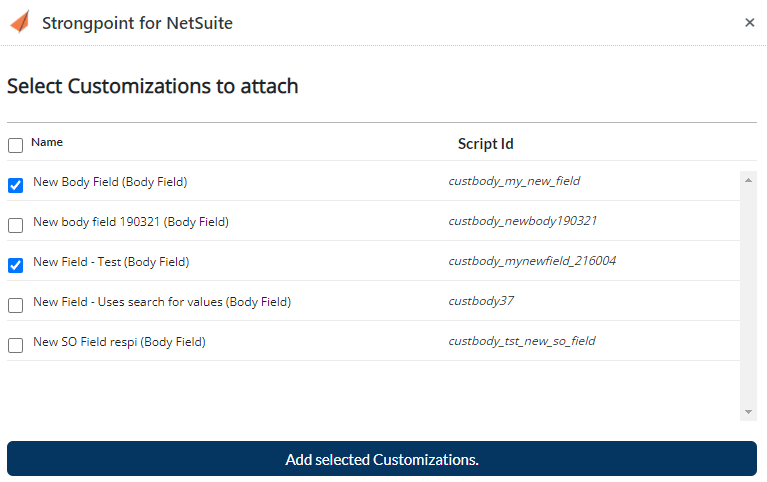 Strongpoint for NetSuite ×
Select Customizations to attach
Name Script Id
New Body Field (Body Field) custbody_my_new_field
New body field 190321 (Body Field) custbody_newbody190321
New Field - Test (Body Field) custbody_mynewfield_216004
New Field - Uses search for values (Body Field) custbody37
New SO Field respi (Body Field) custbody_tst_new_so_field
Add selected Customizations.